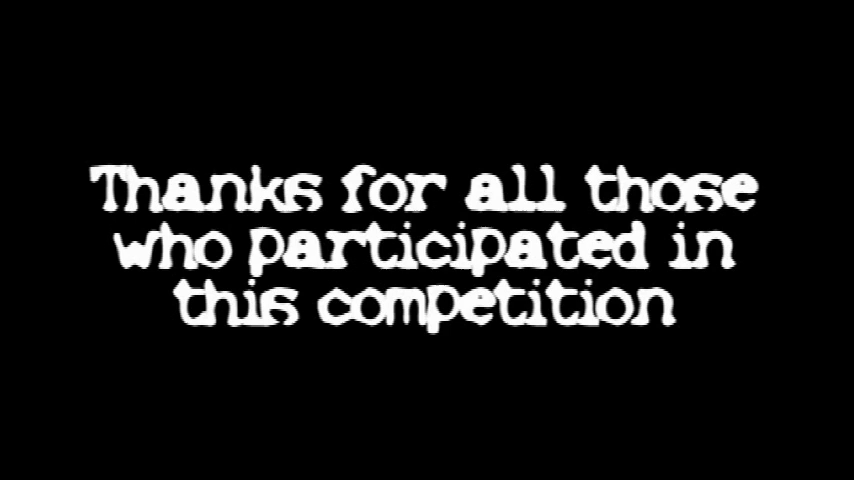 Thanks for all those
who participated in
this competition